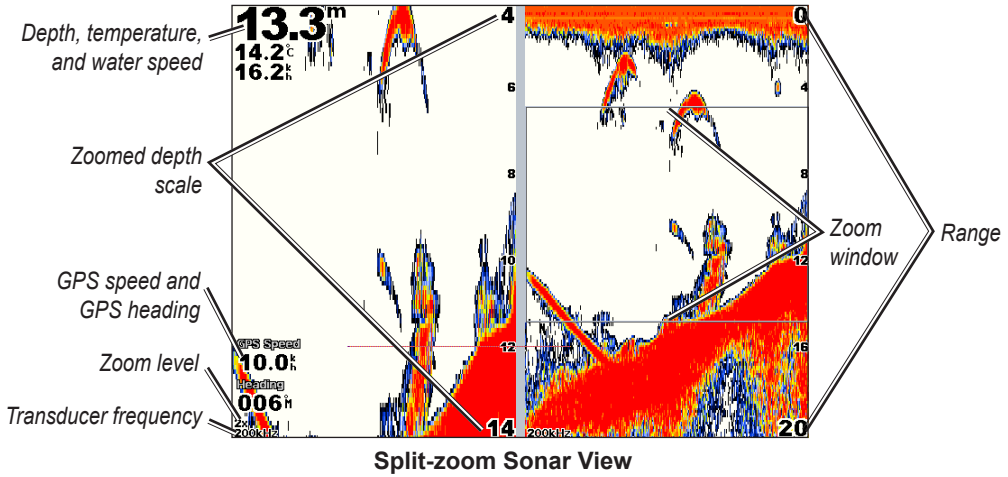 Depth, temperature,
and water speed
Zoomed depth
scale
GPS speed and
GPS heading
Zoom level
Transducer frequency
13.3m
14.2°C
16.2kh
4
6
8
10
12
14
GPS Speed
10.0kh
Heading
006°M
2x
200kHz
0
4
8
12
16
20
200kHz
Zoom
window
Range
Split-zoom Sonar View